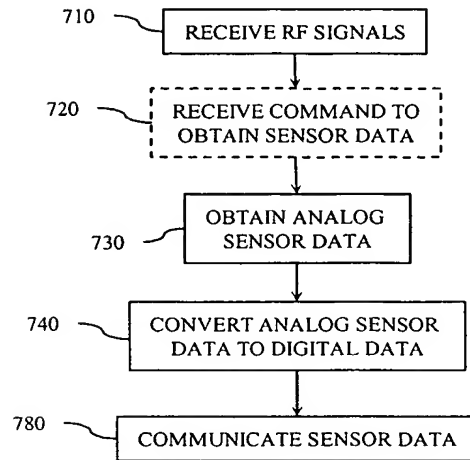 710
RECEIVE RF SIGNALS
720
RECEIVE COMMAND TO
OBTAIN SENSOR DATA
730
OBTAIN ANALOG
SENSOR DATA
740
CONVERT ANALOG SENSOR
DATA TO DIGITAL DATA
780
COMMUNICATE SENSOR DATA